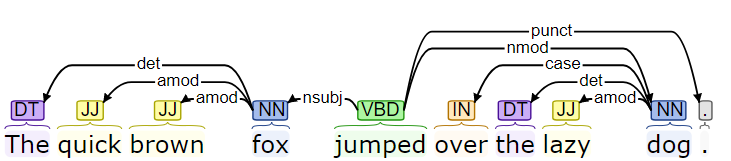 punct
nmod
det case
amod det
amod nsubj amod
DT JJ JJ NN VBD IN DT JJ NN .
The quick brown fox jumped over the lazy dog .